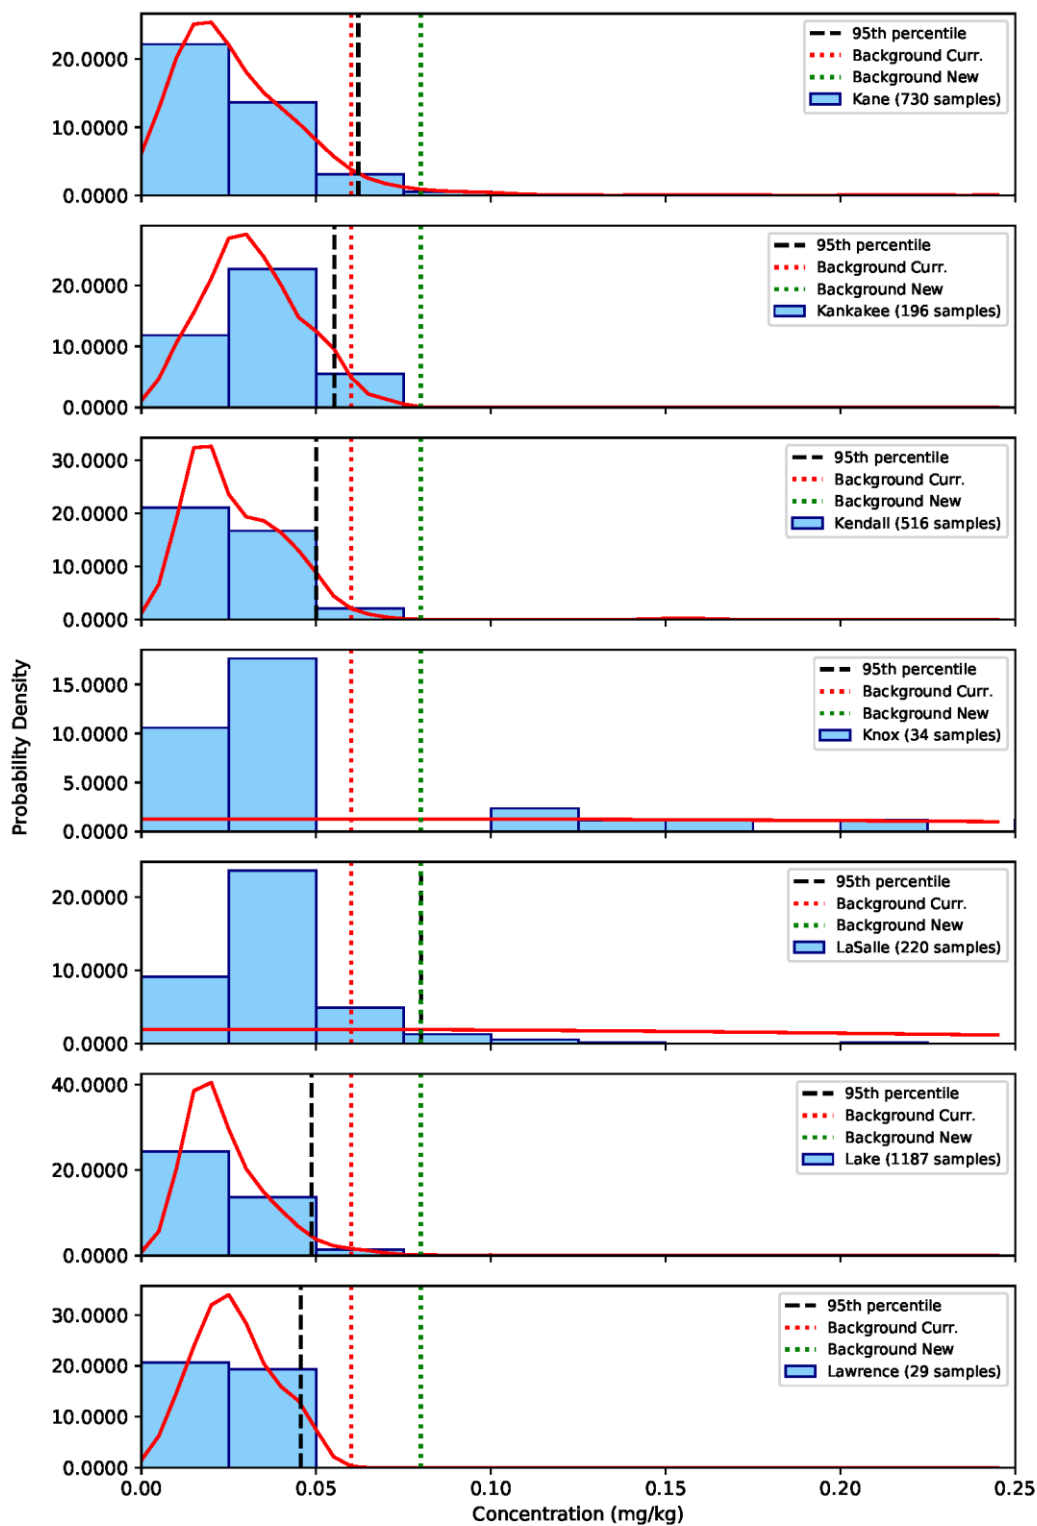 20.0000
10.0000
0.0000
95th percentile
Background Curr.
Background New
Kane (730 samples)
20.0000
10.0000
0.0000
95th percentile
Background Curr.
Background New
Kankakee (196 samples)
30.0000
20.0000
10.0000
0.0000
95th percentile
Background Curr.
Background New
Kendall (516 samples)
Probability Density
15.0000
10.0000
5.0000
0.0000
95th percentile
Background Curr.
Background New
Knox (34 samples)
20.0000
10.0000
0.0000
95th percentile
Background Curr.
Background New
LaSalle (220 samples)
40.0000
20.0000
0.0000
95th percentile
Background Curr.
Background New
Lake (1187 samples)
30.0000
20.0000
10.0000
0.0000
95th percentile
Background Curr.
Background New
Lawrence (29 samples)
0.00 0.05 0.10 0.15 0.20 0.25
Concentration (mg/kg)